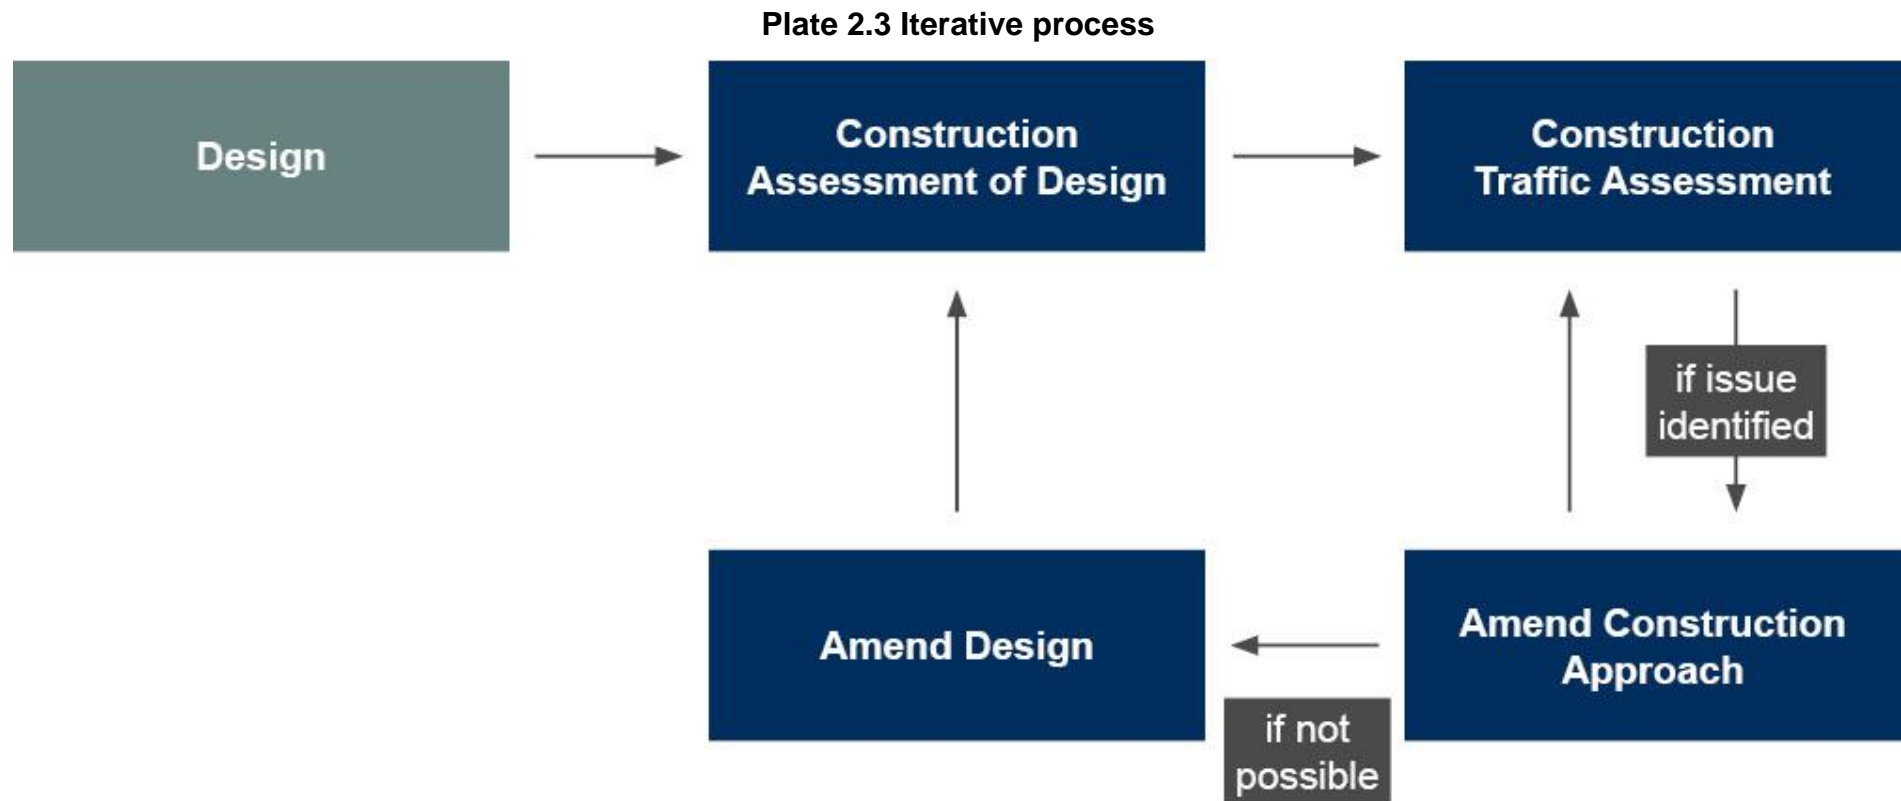 Plate 2.3 Iterative process
Design
Construction
Assessment of Design
Construction
Traffic Assessment
if issue
identified
Amend Design
Amend Construction
Approach
if not
possible